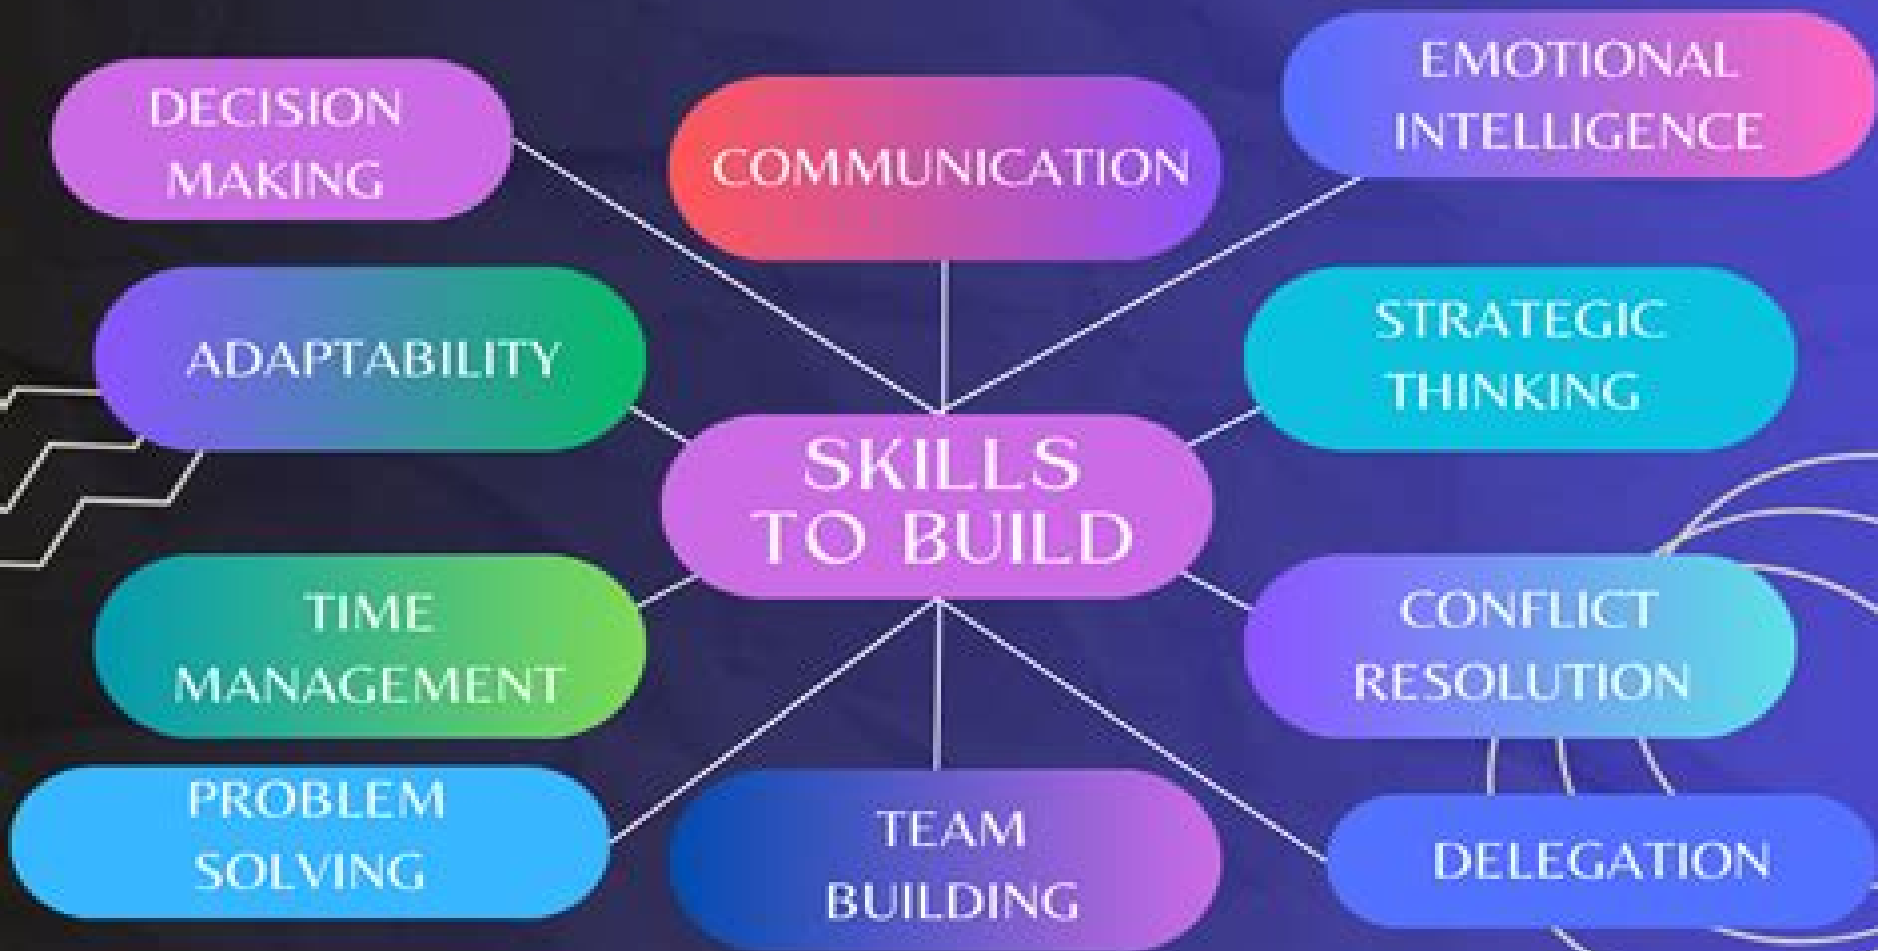 DECISION
MAKING
COMMUNICATION
EMOTIONAL
INTELLIGENCE
ADAPTABILITY
STRATEGIC
THINKING
SKILLS
TO BUILD
TIME
MANAGEMENT
CONFLICT
RESOLUTION
PROBLEM
SOLVING
TEAM
BUILDING
DELEGATION